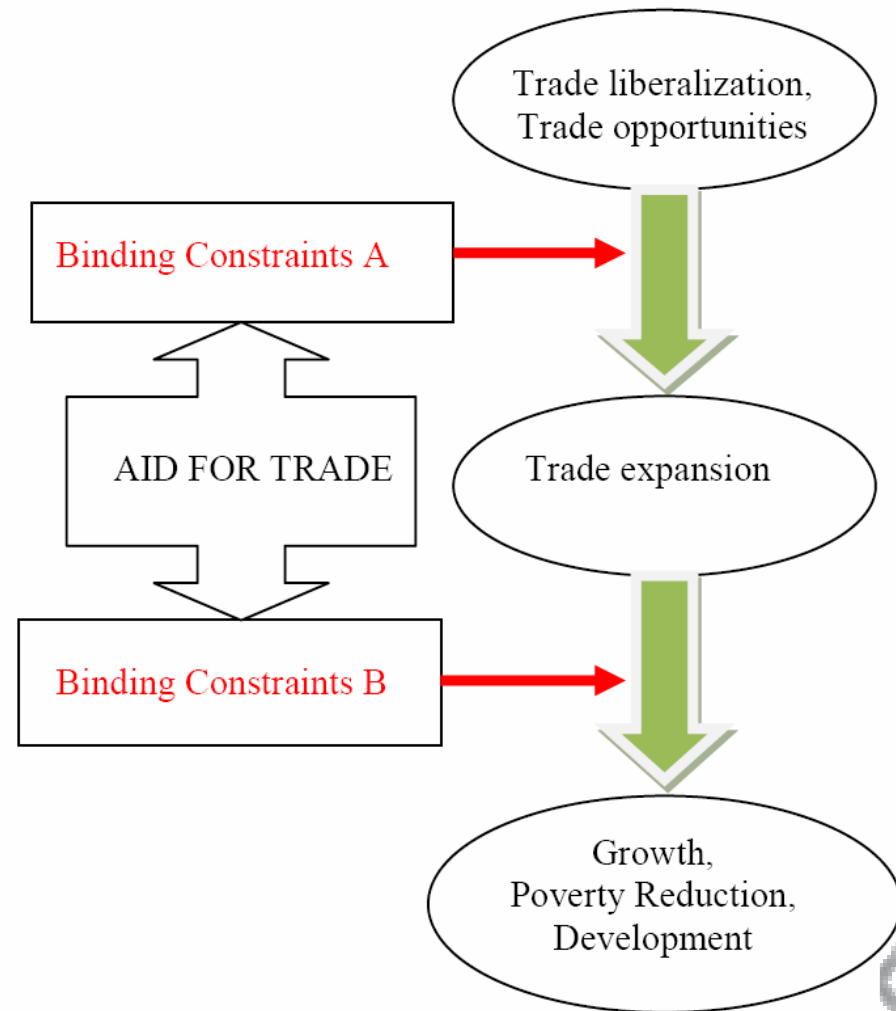 Trade liberalization,
Trade opportunities
Binding Constraints A
AID FOR TRADE
Trade expansion
Binding Constraints B
Growth,
Poverty Reduction,
Development